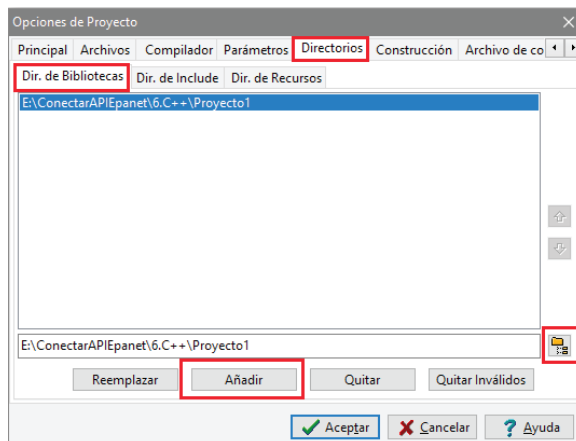 Opciones de Proyecto
Principal Archivos Compilador Parámetros Directorios Construcción Archivo de co
Dir. de Bibliotecas Dir. de Include Dir. de Recursos
E:\ConectarAPIEpanet\6.C++\Proyecto1
E:\ConectarAPIEpanet\6.C++\Proyecto1
Reemplazar Añadir Quitar Quitar Inválidos
Aceptar Cancelar ? Ayuda